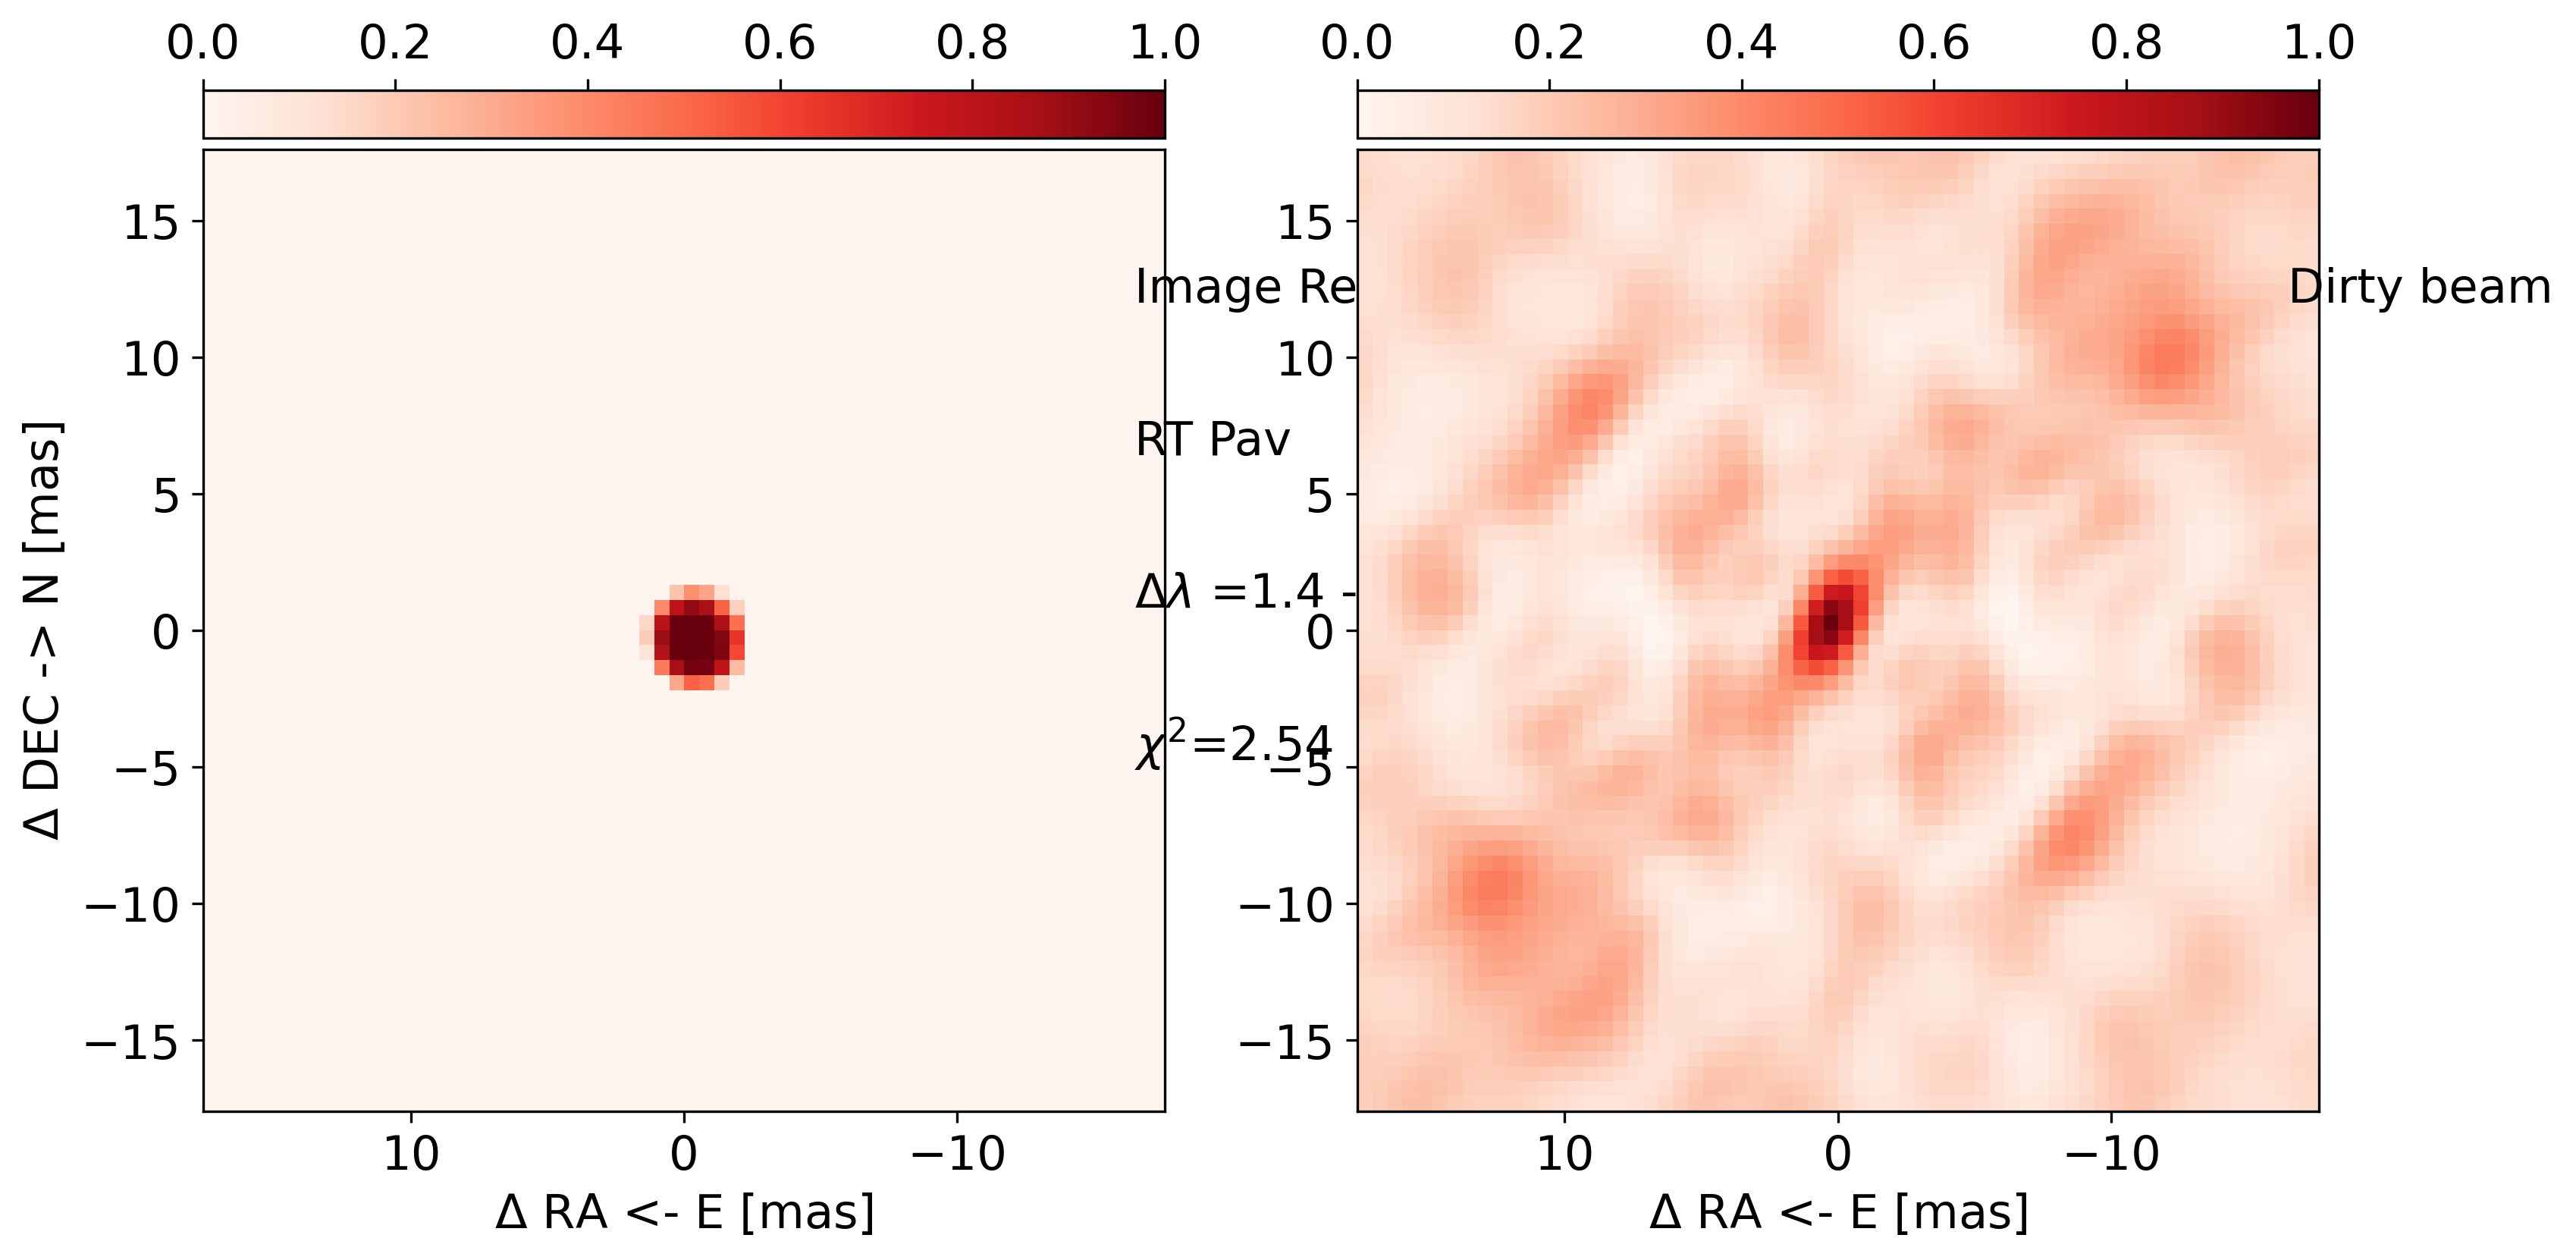 0.0 0.2 0.4 0.6 0.8 1.0
0.0 0.2 0.4 0.6 0.8 1.0
Δ DEC -> N [mas]
15
10
5
0
−5
−10
−15
10 0 −10
Δ RA <- E [mas]
Image Re
RT Pav
Δλ =1.4 -
χ²=2.54
15
10
5
0
−5
−10
−15
10 0 −10
Δ RA <- E [mas]
Dirty beam